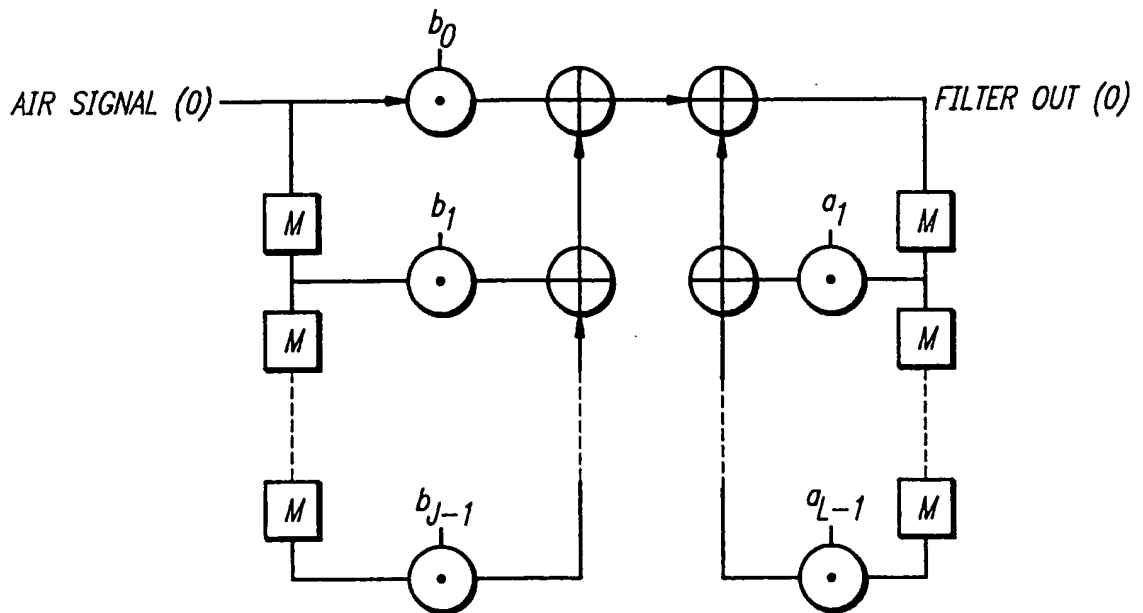 b0
AIR SIGNAL (0)
FILTER OUT (0)
M
b1
a1
M
M
M
M
bJ-1
aL-1
M